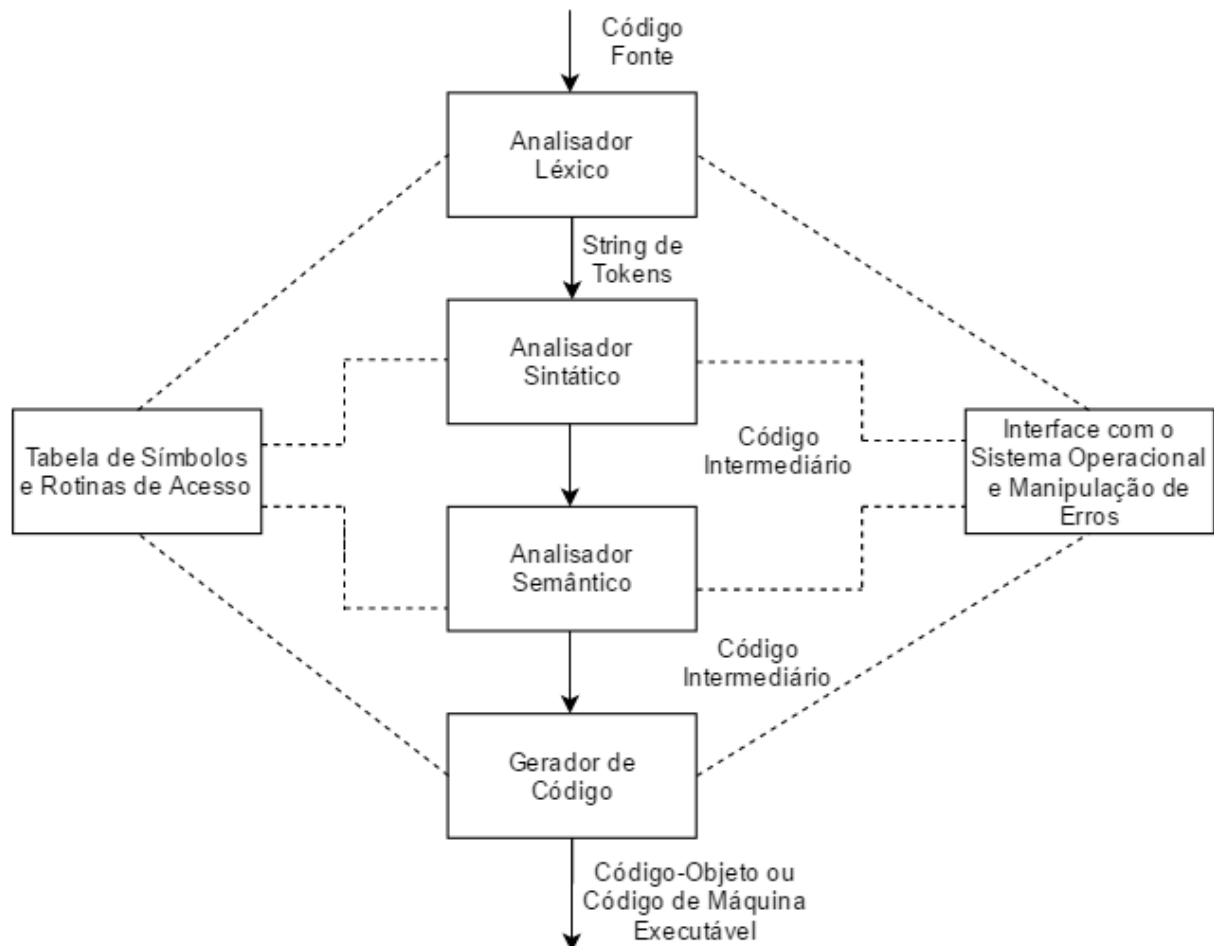 Código
Fonte
Analisador
Léxico
String de
Tokens
Analisador
Sintático
Tabela de Símbolos
e Rotinas de Acesso
Código
Intermediário
Interface com o
Sistema Operacional
e Manipulação de
Erros
Analisador
Semântico
Código
Intermediário
Gerador de
Código
Código-Objeto ou
Código de Máquina
Executável